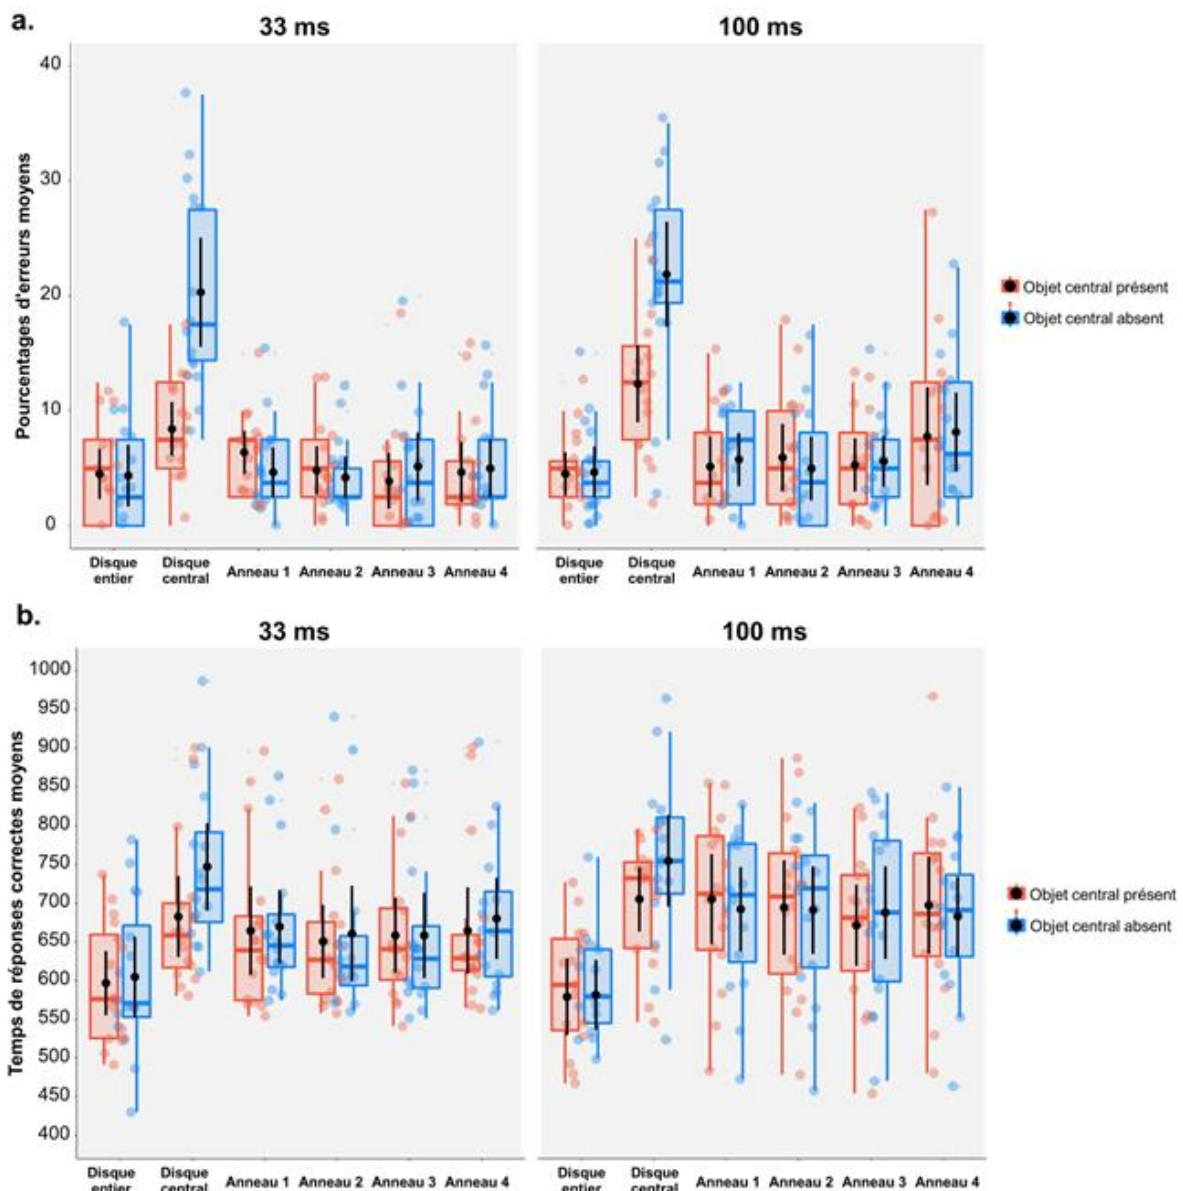 a.
33 ms
100 ms
Pourcentages d'erreurs moyens
40
30
20
10
0
Disque entier
Disque central
Anneau 1
Anneau 2
Anneau 3
Anneau 4
Disque entier
Disque central
Anneau 1
Anneau 2
Anneau 3
Anneau 4
Objet central présent
Objet central absent
b.
33 ms
100 ms
Temps de réponses correctes moyens
1000
950
900
850
800
750
700
650
600
550
500
450
400
Disque entier
Disque central
Anneau 1
Anneau 2
Anneau 3
Anneau 4
Disque entier
Disque central
Anneau 1
Anneau 2
Anneau 3
Anneau 4
Objet central présent
Objet central absent